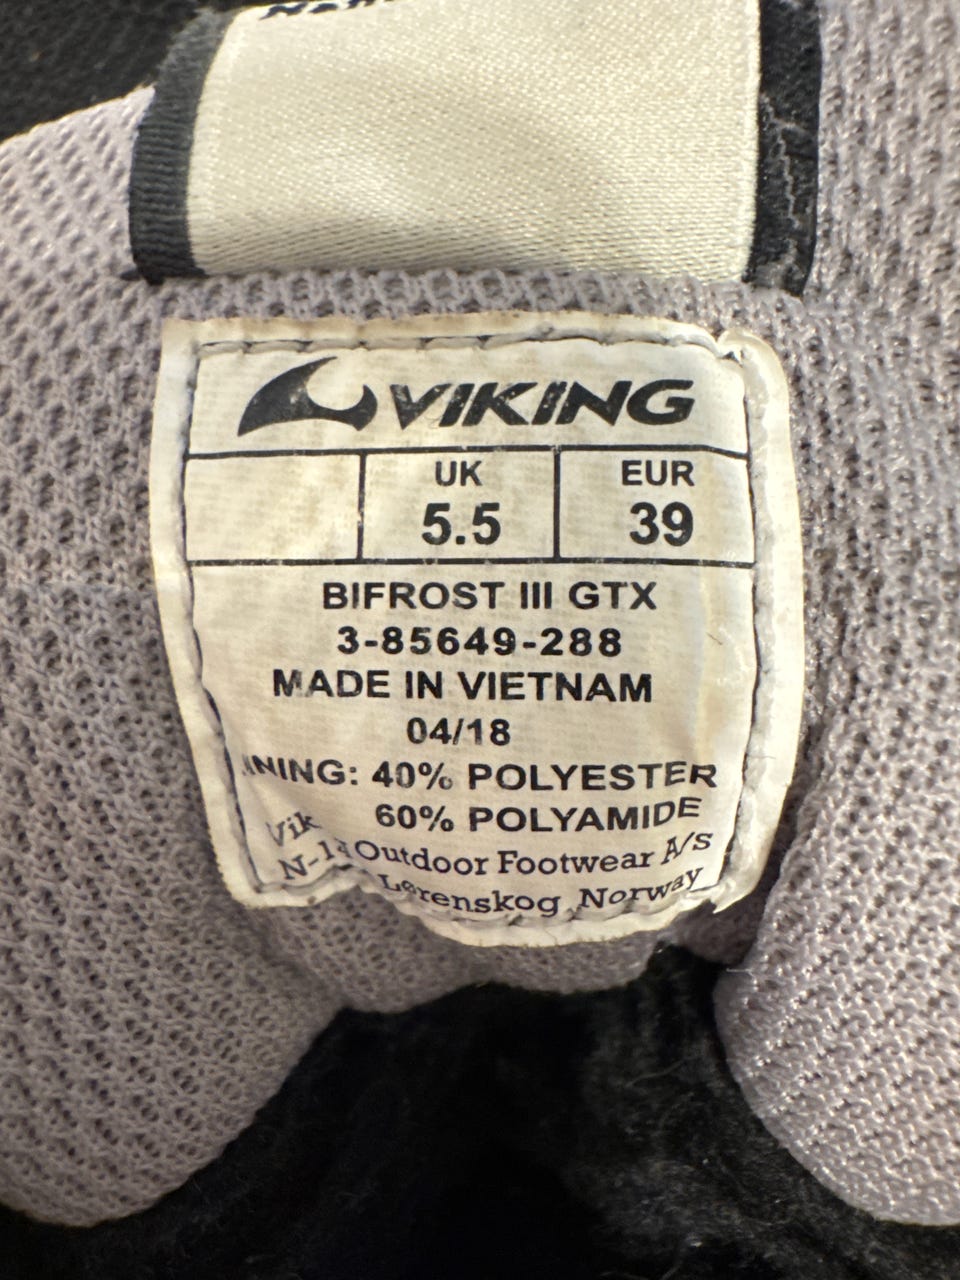 VIKING
UK EUR
5.5 39
BIFROST III GTX
3-85649-288
MADE IN VIETNAM
04/18
40% POLYESTER
60% POLYAMIDE
Outdoor Footwear A/s
Lørenskog Norway